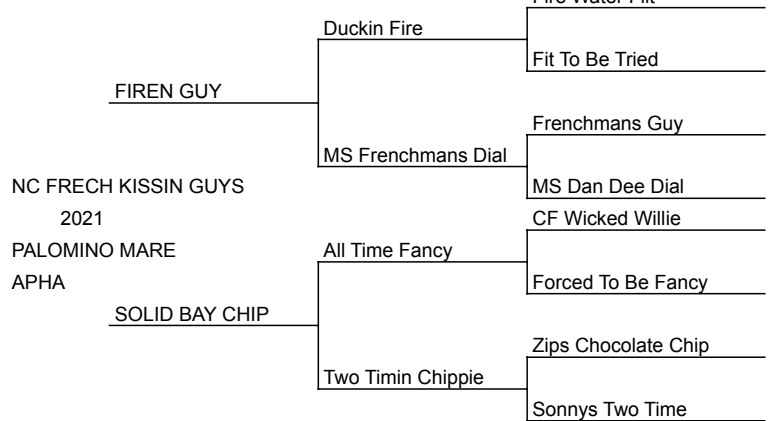 Duckin Fire
Fit To Be Tried
FIREN GUY
Frenchmans Guy
MS Frenchmans Dial
NC FRECH KISSIN GUYS
MS Dan Dee Dial
2021
CF Wicked Willie
PALOMINO MARE
All Time Fancy
APHA
Forced To Be Fancy
SOLID BAY CHIP
Zips Chocolate Chip
Two Timin Chippie
Sonnys Two Time